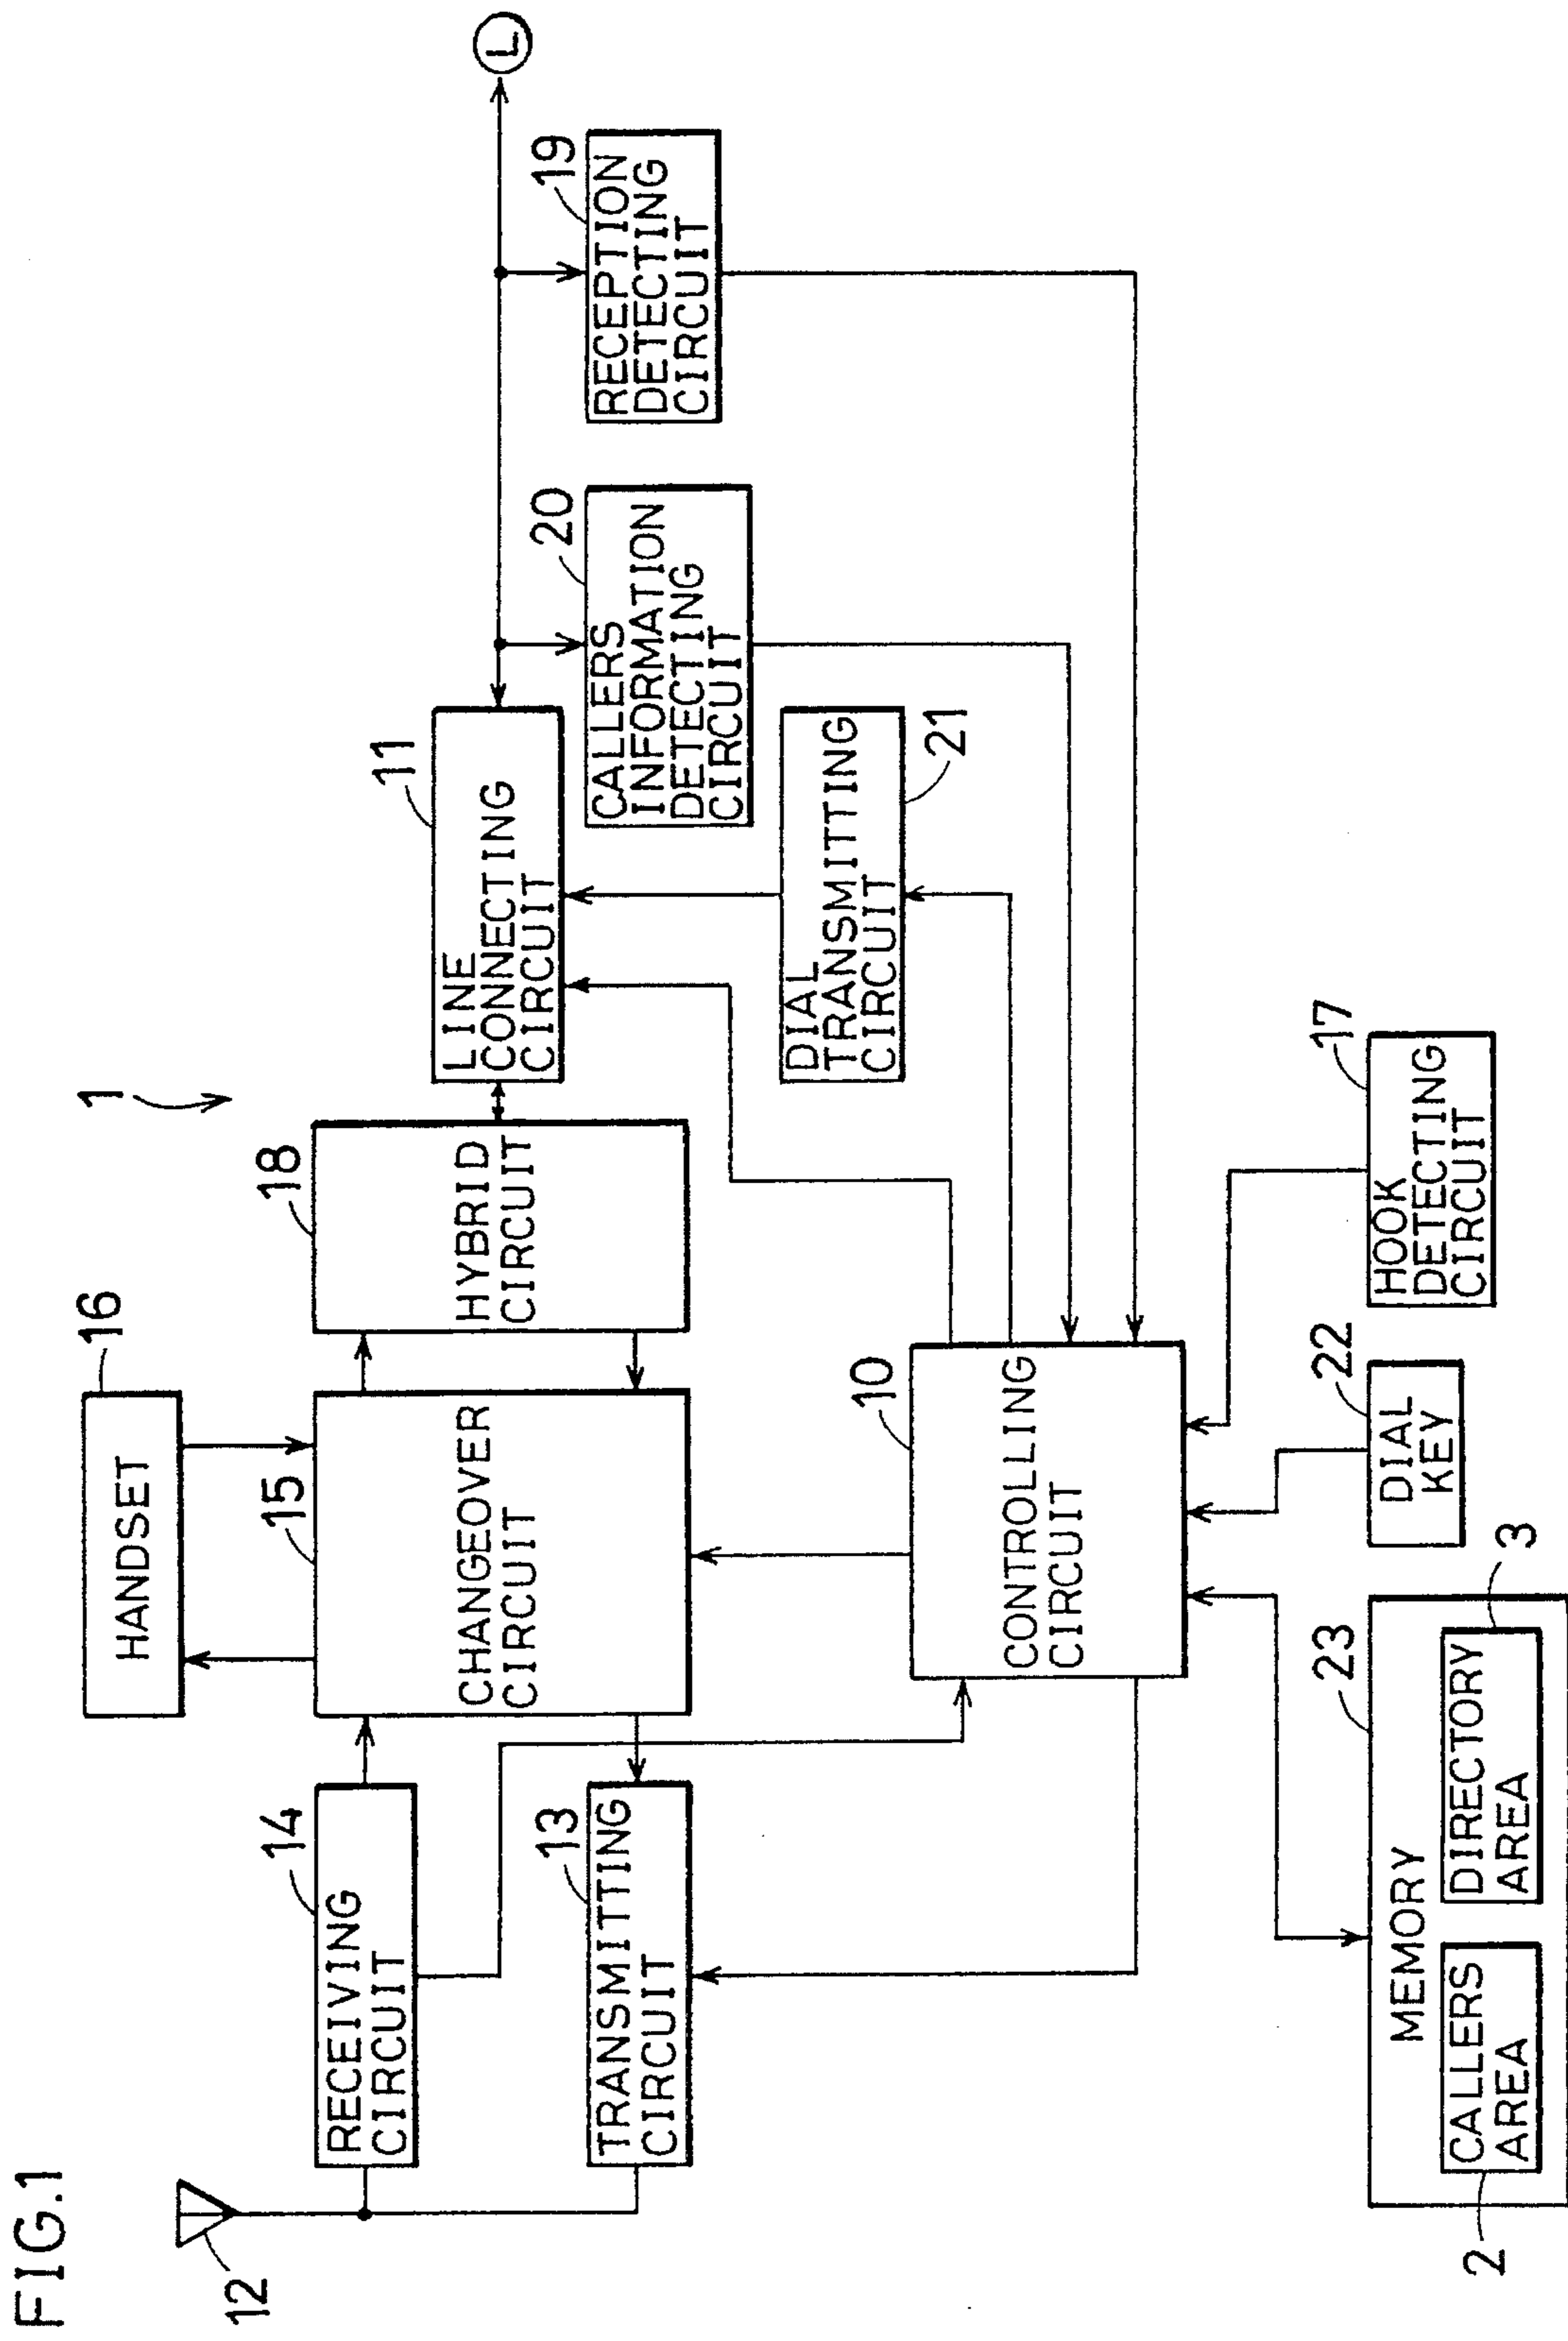 FIG.1
1
L
16
HANDSET
14
RECEIVING
CIRCUIT
15
CHANGEOVER
CIRCUIT
18
HYBRID
CIRCUIT
11
LINE
CONNECTING
CIRCUIT
12
13
TRANSMITTING
CIRCUIT
20
CALLERS
INFORMATION
DETECTING
CIRCUIT
19
RECEPTION
DETECTING
CIRCUIT
DIAL
TRANSMITTING
CIRCUIT
21
10
CONTROLLING
CIRCUIT
23
MEMORY
2
CALLERS
AREA
3
DIRECTORY
AREA
22
DIAL
KEY
17
HOOK
DETECTING
CIRCUIT